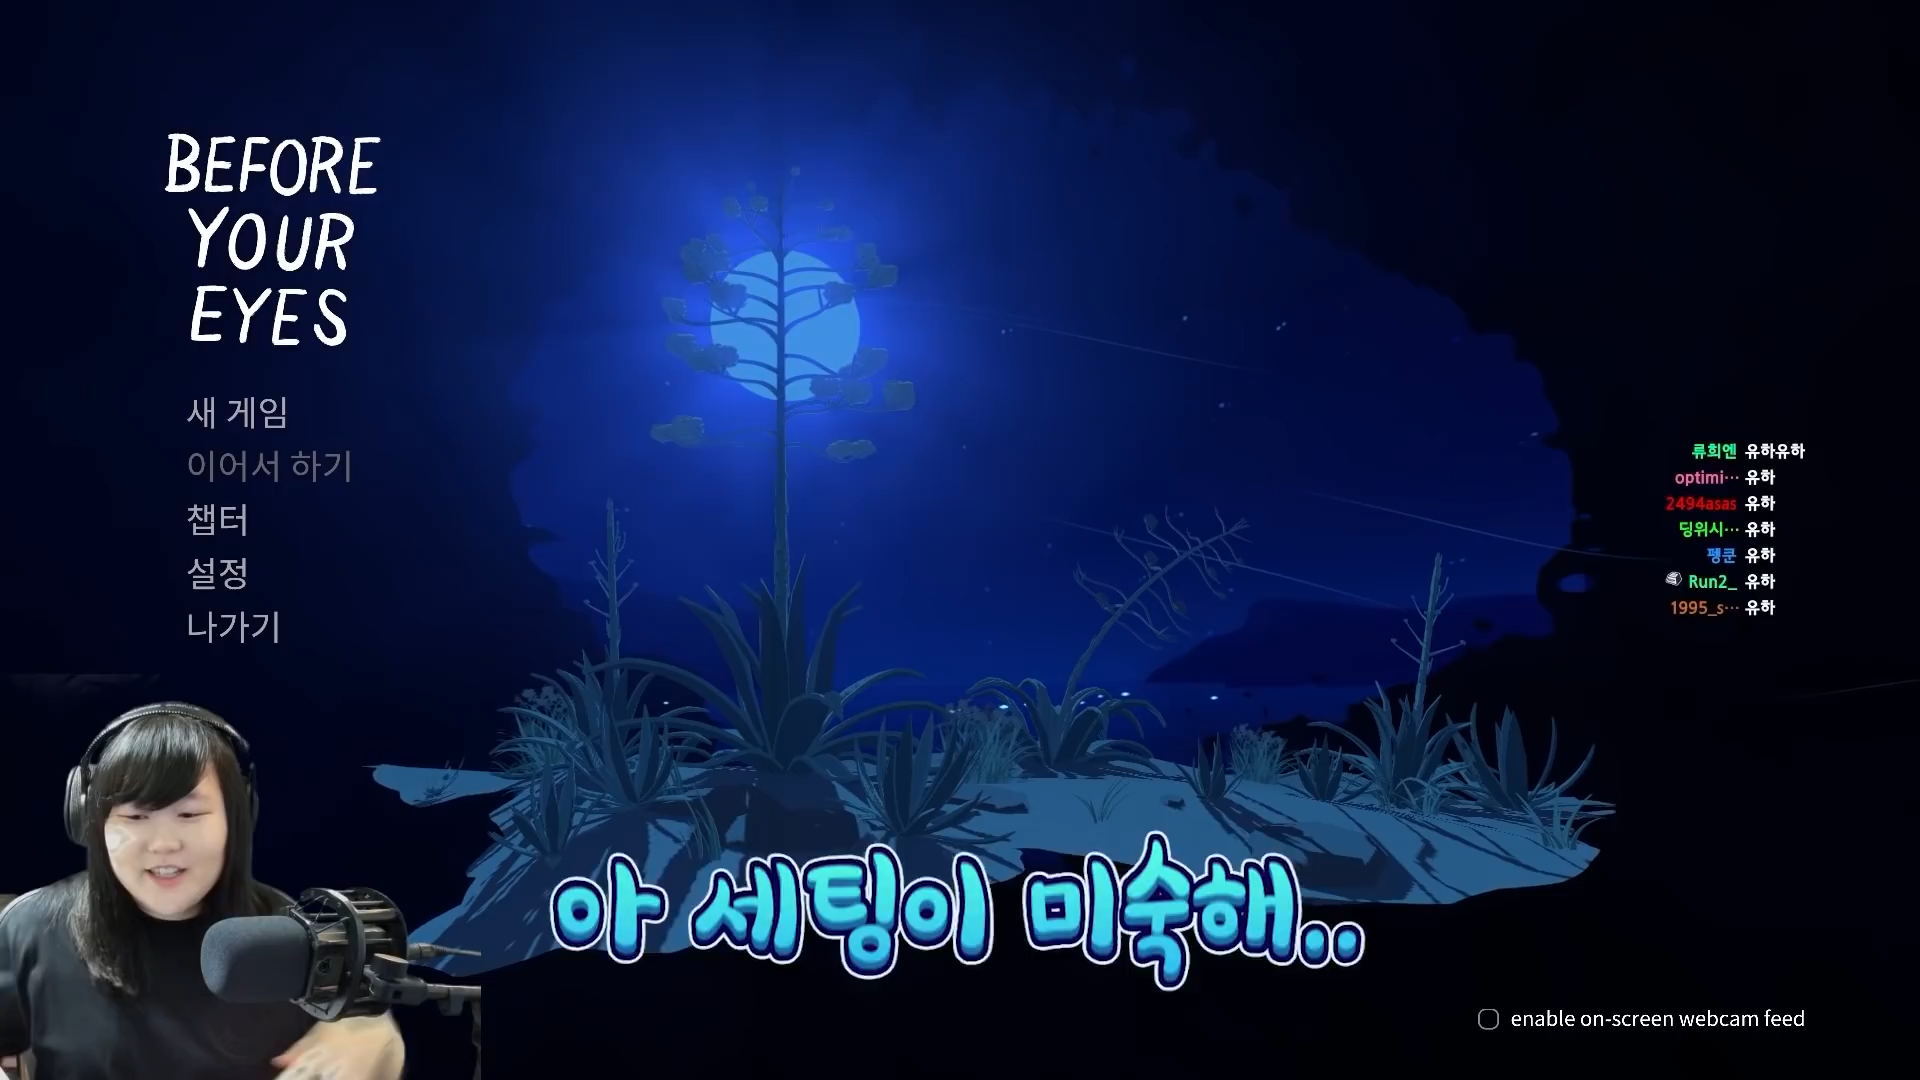 BEFORE
YOUR
EYES
새 게임
이어서 하기
챕터
설정
나가기
류희엔 유하유하
optimi… 유하
2494asas 유하
딩위시… 유하
펭쿤 유하
Run2_ 유하
1995_s… 유하
아 세팅이 미숙해..
enable on-screen webcam feed